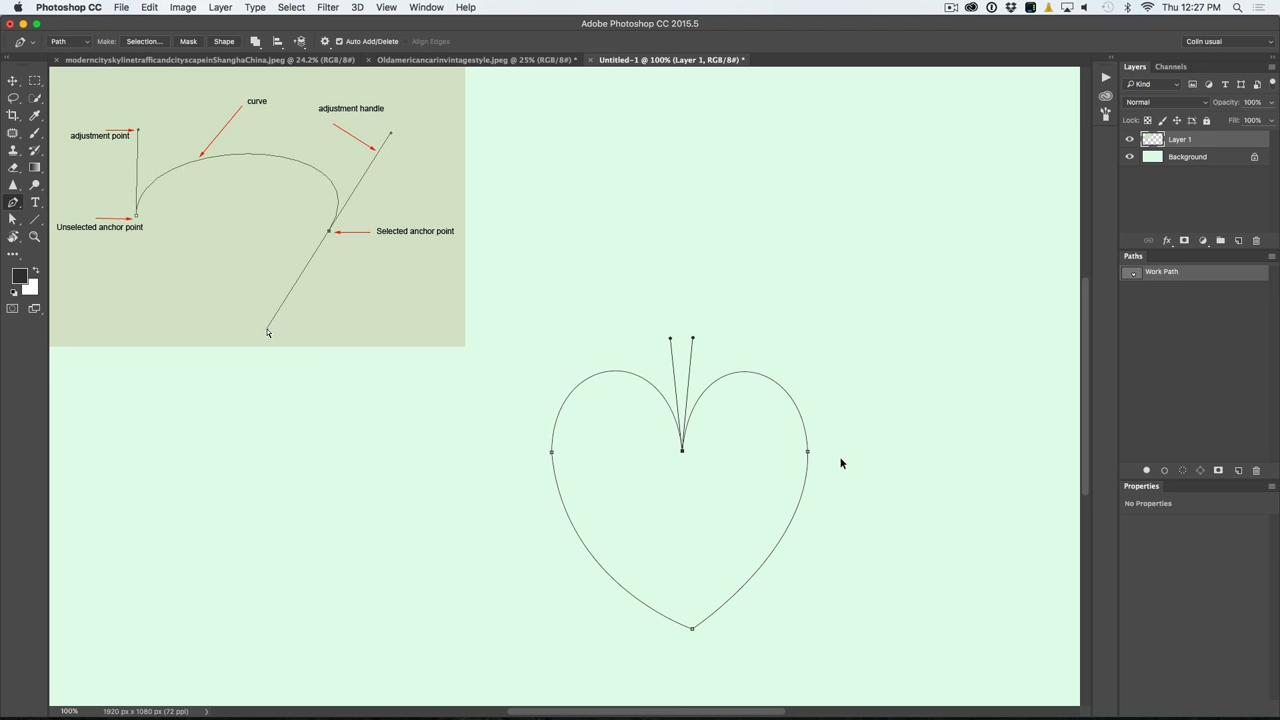 Photoshop CC File Edit Image Layer Type Select Filter 3D View Window Help Thu 12:27 PM
Adobe Photoshop CC 2015.5
Path Make: Selection... Mask Shape Auto Add/Delete Align Edges Colin usual
moderncityskylinetrafficandcityscapeinShanghaChina.jpeg @ 24.2% (RGB/8#) Oldamericancarinvintagestyle.jpeg @ 25% (RGB/8#) * Untitled-1 @ 100% (Layer 1, RGB/8#) *
Layers Channels
Kind
Normal Opacity: 100%
Lock: Fill: 100%
Layer 1
Background
Paths
Work Path
Properties
No Properties
curve
adjustment handle
adjustment point
Unselected anchor point
Selected anchor point
100% 1920 px x 1080 px (72 ppi)